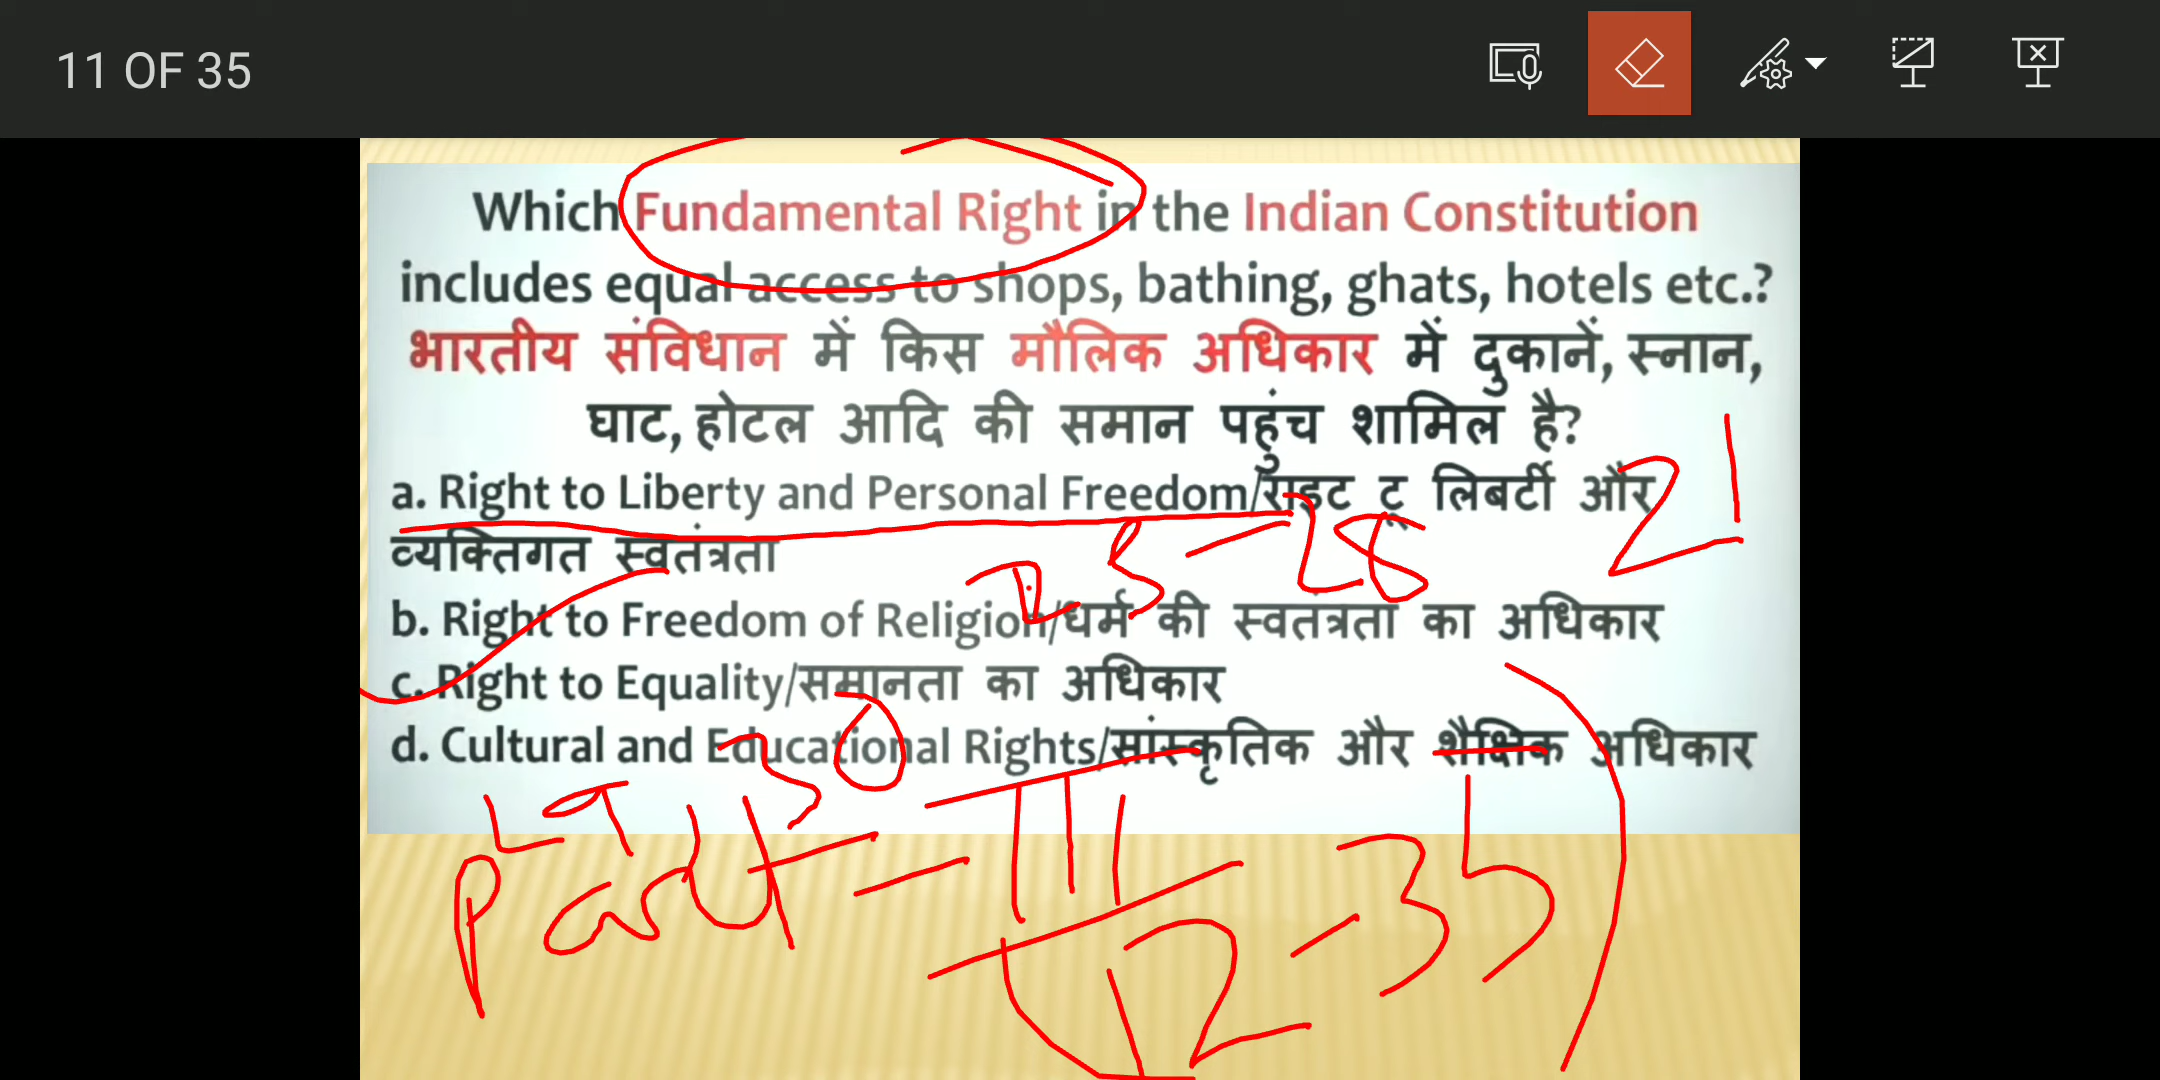 11 OF 35
Which Fundamental Right in the Indian Constitution
includes equal access to shops, bathing, ghats, hotels etc.?
भारतीय संविधान में किस मौलिक अधिकार में दुकानें, स्नान,
घाट, होटल आदि की समान पहुंच शामिल है?
a. Right to Liberty and Personal Freedom/राइट टू लिबर्टी और
व्यक्तिगत स्वतंत्रता
21
25-28
b. Right to Freedom of Religion/धर्म की स्वतंत्रता का अधिकार
c. Right to Equality/समानता का अधिकार
d. Cultural and Educational Rights/सांस्कृतिक और शैक्षिक अधिकार
30
Part = III
(12-35)